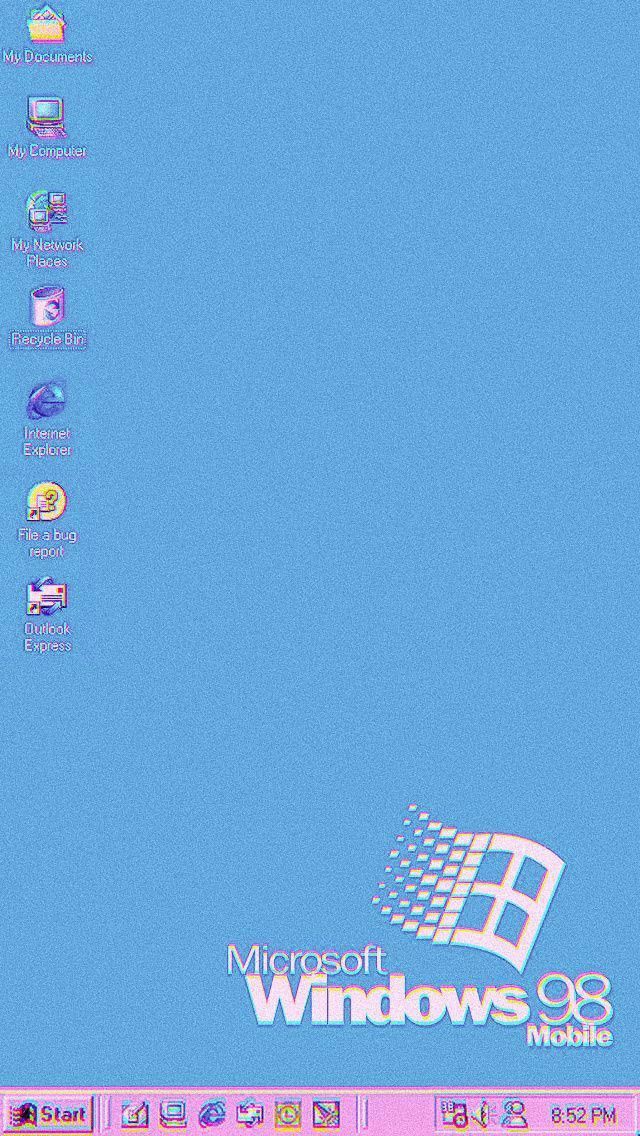 My Documents
My Computer
My Network
Places
Recycle Bin
Internet
Explorer
File a bug
report
Outlook
Express
Microsoft
Windows 98
Mobile
Start
8:52 PM